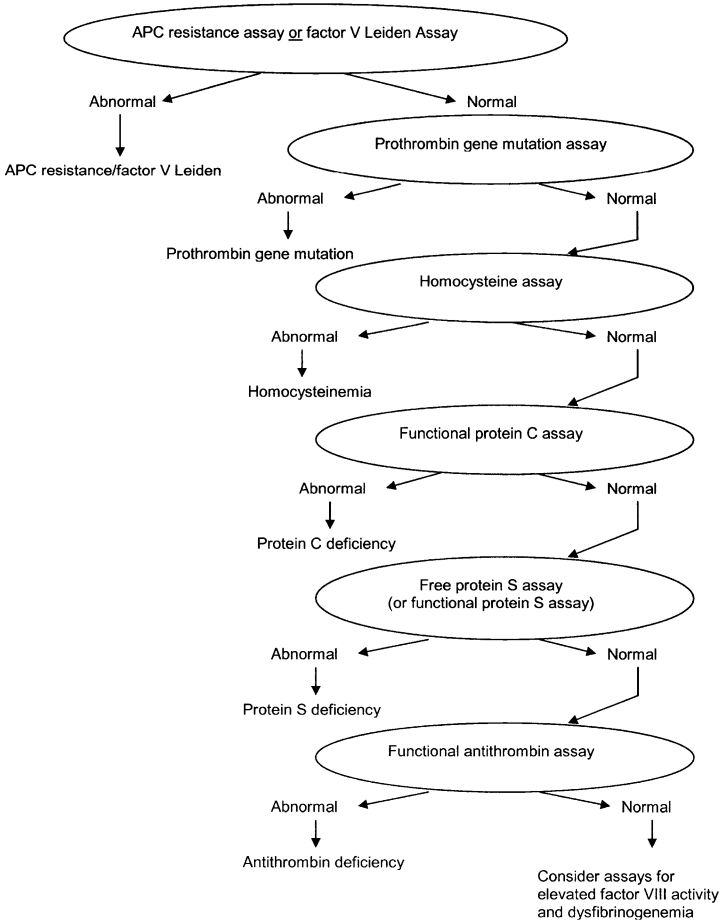 APC resistance assay or factor V Leiden Assay
Abnormal
Normal
APC resistance/factor V Leiden
Prothrombin gene mutation assay
Abnormal
Normal
Prothrombin gene mutation
Homocysteine assay
Abnormal
Normal
Homocysteinemia
Functional protein C assay
Abnormal
Normal
Protein C deficiency
Free protein S assay
(or functional protein S assay)
Abnormal
Normal
Protein S deficiency
Functional antithrombin assay
Abnormal
Normal
Antithrombin deficiency
Consider assays for
elevated factor VIII activity
and dysfibrinogenemia